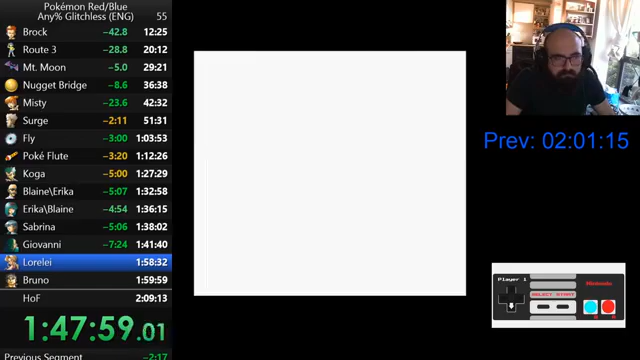 Pokémon Red/Blue
Any% Glitchless (ENG) 55
Brock -42.8 12:25
Route 3 -28.8 20:12
Mt. Moon -5.0 29:21
Nugget Bridge -8.6 36:38
Misty -23.6 42:32
Surge -2:11 51:31
Fly -3:00 1:03:53
Poké Flute -3:20 1:12:26
Koga -5:00 1:27:29
Blaine\Erika -5:07 1:32:58
Erika\Blaine -4:54 1:36:15
Sabrina -5:06 1:38:02
Giovanni -7:24 1:41:40
Lorelei 1:58:32
Bruno 1:59:59
HoF 2:09:13
1:47:59.01
Previous Segment -2:17
Prev: 02:01:15
Player 1
Nintendo
SELECT START